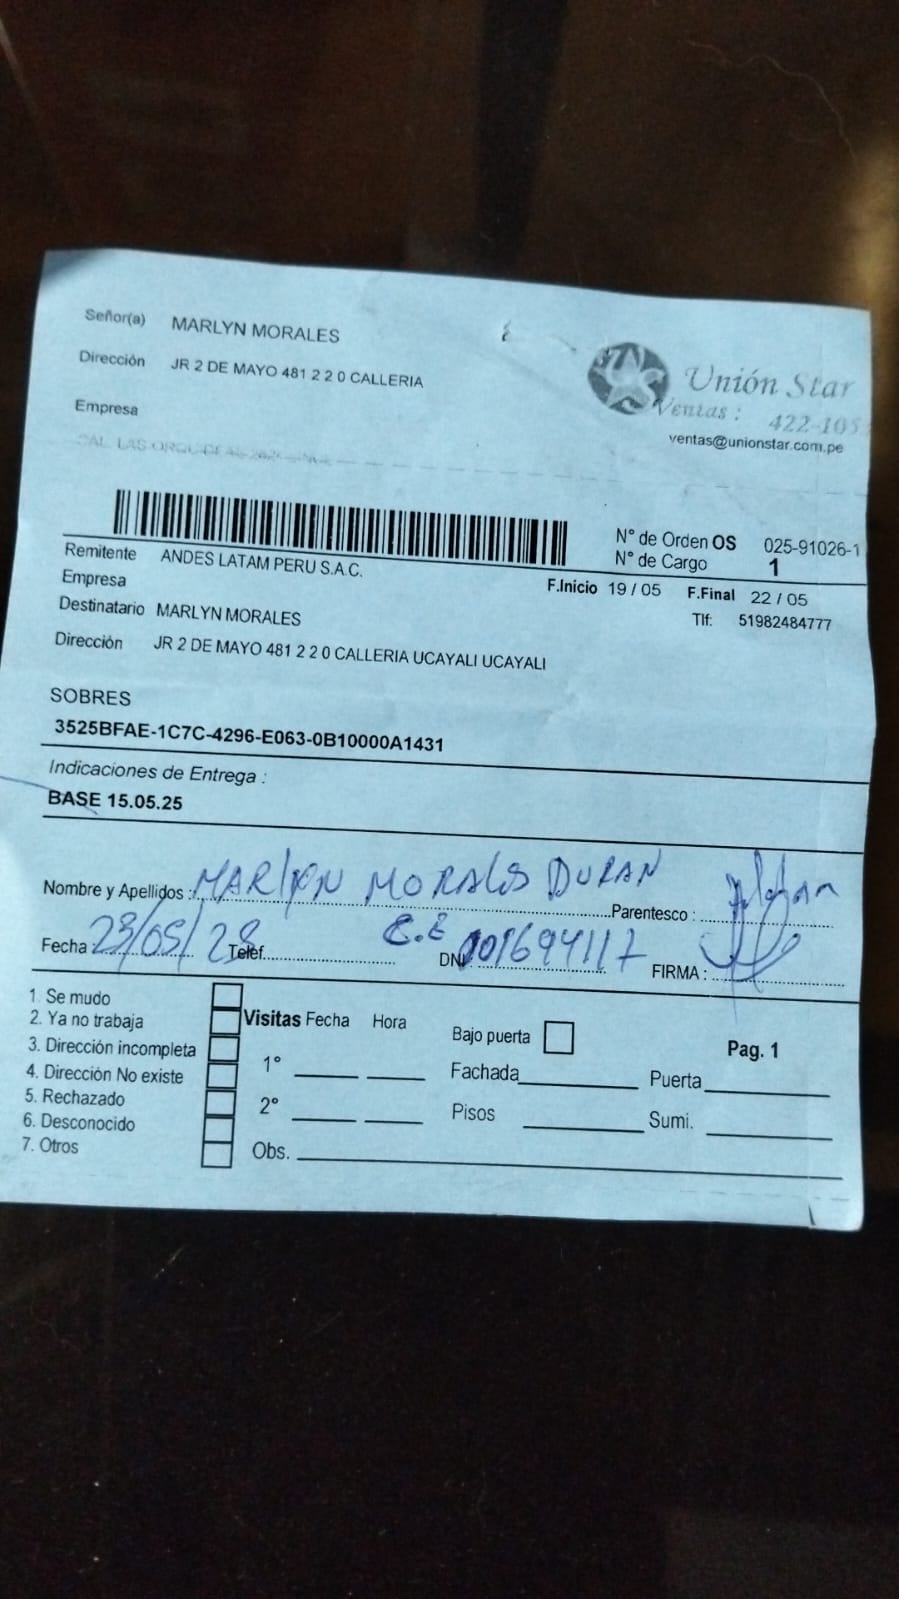 Señor(a) MARLYN MORALES
Dirección JR 2 DE MAYO 481 2 2 0 CALLERIA
Empresa
Unión Star
Ventas : 422-105
ventas@unionstar.com.pe
N° de Orden OS 025-91026-1
N° de Cargo 1
Remitente ANDES LATAM PERU S.A.C.
Empresa
F.Inicio 19 / 05 F.Final 22 / 05
Destinatario MARLYN MORALES
Tlf: 51982484777
Dirección JR 2 DE MAYO 481 2 2 0 CALLERIA UCAYALI UCAYALI
SOBRES
3525BFAE-1C7C-4296-E063-0B10000A1431
Indicaciones de Entrega :
BASE 15.05.25
Nombre y Apellidos : MARLYN MORALES DURAN Parentesco :
Fecha 23/05/ Telef. C.E DNI 001694117 FIRMA :
1. Se mudo
2. Ya no trabaja
3. Dirección incompleta
4. Dirección No existe
5. Rechazado
6. Desconocido
7. Otros
Visitas Fecha Hora
1°
2°
Obs.
Bajo puerta
Fachada Puerta
Pisos Sumi.
Pag. 1